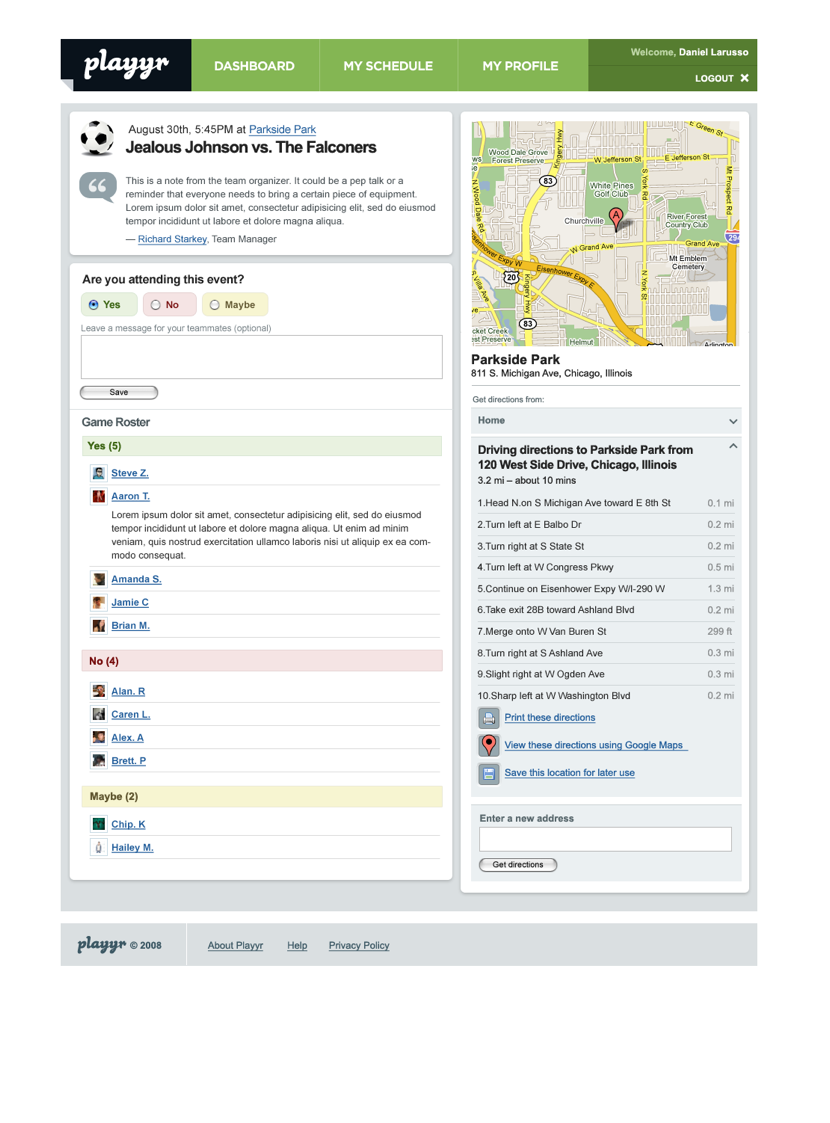 playyr
DASHBOARD
MY SCHEDULE
MY PROFILE
Welcome, Daniel Larusso
LOGOUT ✕
August 30th, 5:45PM at Parkside Park
Jealous Johnson vs. The Falconers
This is a note from the team organizer. It could be a pep talk or a
reminder that everyone needs to bring a certain piece of equipment.
Lorem ipsum dolor sit amet, consectetur adipisicing elit, sed do eiusmod
tempor incididunt ut labore et dolore magna aliqua.
— Richard Starkey, Team Manager
Are you attending this event?
Yes
No
Maybe
Leave a message for your teammates (optional)
Save
Game Roster
Yes (5)
Steve Z.
Aaron T.
Lorem ipsum dolor sit amet, consectetur adipisicing elit, sed do eiusmod
tempor incididunt ut labore et dolore magna aliqua. Ut enim ad minim
veniam, quis nostrud exercitation ullamco laboris nisi ut aliquip ex ea com-
modo consequat.
Amanda S.
Jamie C
Brian M.
No (4)
Alan. R
Caren L.
Alex. A
Brett. P
Maybe (2)
Chip. K
Hailey M.
E Green St
Wood Dale Grove
Forest Preserve
Kingery Hwy
W Jefferson St
E Jefferson St
83
S York Rd
Mt Prospect Rd
N Wood Dale Rd
White Pines
Golf Club
A
Churchville
River Forest
Country Club
W Grand Ave
Grand Ave
294
Eisenhower Expy W
Eisenhower Expy E
Mt Emblem
Cemetery
20
Kingery Hwy
N York St
Villa Ave
83
cket Creek
est Preserve
Helmut
Arlington
Parkside Park
811 S. Michigan Ave, Chicago, Illinois
Get directions from:
Home
Driving directions to Parkside Park from
120 West Side Drive, Chicago, Illinois
3.2 mi – about 10 mins
1.Head N.on S Michigan Ave toward E 8th St 0.1 mi
2.Turn left at E Balbo Dr 0.2 mi
3.Turn right at S State St 0.2 mi
4.Turn left at W Congress Pkwy 0.5 mi
5.Continue on Eisenhower Expy W/I-290 W 1.3 mi
6.Take exit 28B toward Ashland Blvd 0.2 mi
7.Merge onto W Van Buren St 299 ft
8.Turn right at S Ashland Ave 0.3 mi
9.Slight right at W Ogden Ave 0.3 mi
10.Sharp left at W Washington Blvd 0.2 mi
Print these directions
View these directions using Google Maps
Save this location for later use
Enter a new address
Get directions
playyr © 2008
About Playyr
Help
Privacy Policy